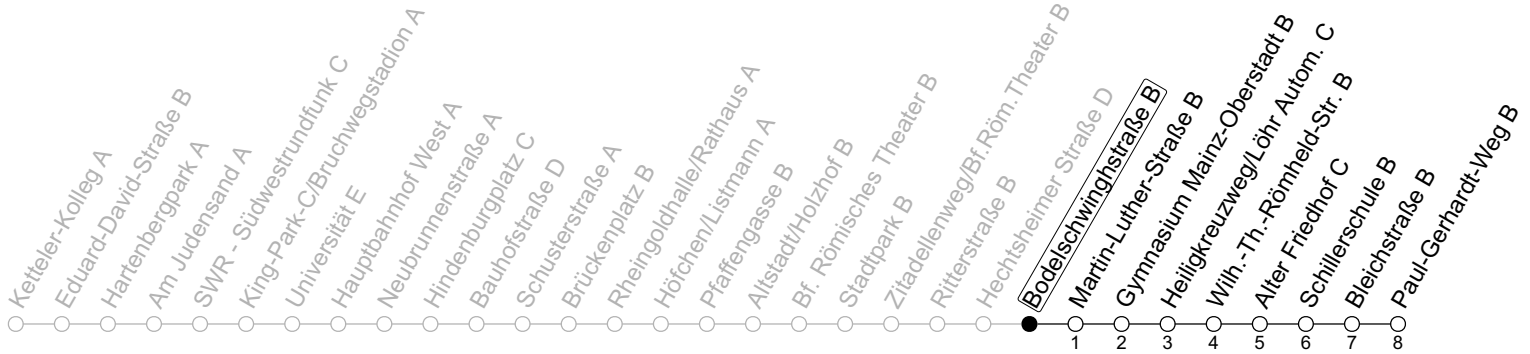 Ketteler-Kolleg A
Eduard-David-Straße B
Hartenbergpark A
Am Judensand A
SWR - Südwestrundfunk C
King-Park-C/Bruchwegstadion A
Universität E
Hauptbahnhof West A
Neubrunnenstraße A
Hindenburgplatz C
Bauhofstraße D
Schusterstraße A
Brückenplatz B
Rheingoldhalle/Rathaus A
Höfchen/Listmann A
Pfaffengasse B
Altstadt/Holzhof B
Bf. Römisches Theater B
Stadtpark B
Zitadellenweg/Bf.Röm.Theater B
Ritterstraße B
Hechtsheimer Straße D
Bodelschwinghstraße B
Martin-Luther-Straße B
Gymnasium Mainz-Oberstadt B
Heiligkreuzweg/Löhr Autom. C
Wilh.-Th.-Römheld-Str. B
Alter Friedhof C
Schillerschule B
Bleichstraße B
Paul-Gerhardt-Weg B
1 2 3 4 5 6 7 8